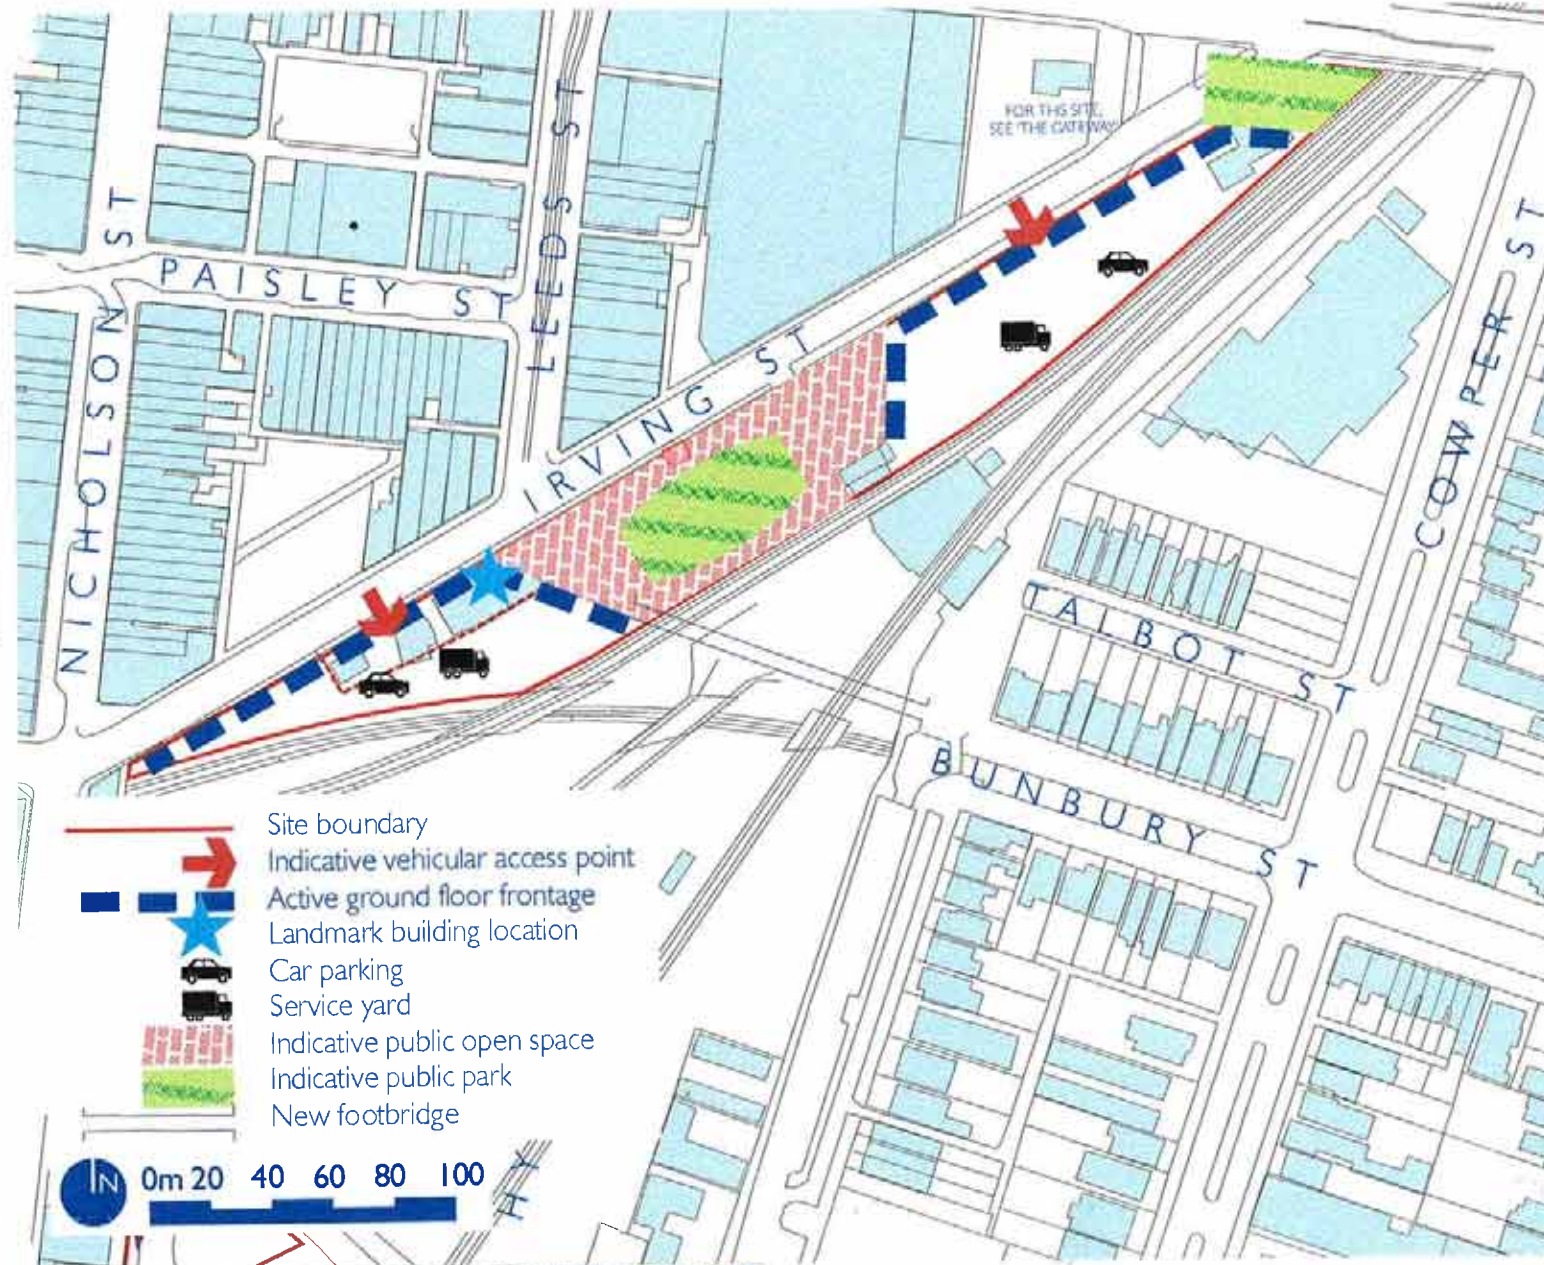 FOR THS SITE,
SEE 'THE GATEWAY'
NICHOLSON ST
PAISLEY ST
LEEDS ST
IRVING ST
COWPER ST
TALBOT ST
BUNBURY ST
Site boundary
Indicative vehicular access point
Active ground floor frontage
Landmark building location
Car parking
Service yard
Indicative public open space
Indicative public park
New footbridge
N
0m 20 40 60 80 100
H Y